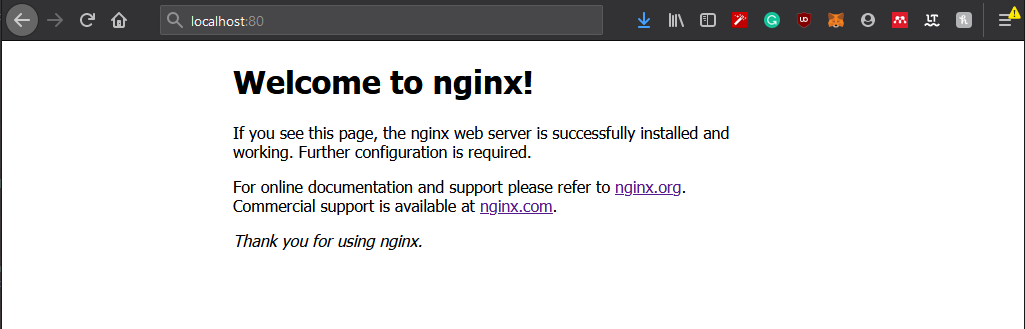 localhost:80
Welcome to nginx!
If you see this page, the nginx web server is successfully installed and
working. Further configuration is required.
For online documentation and support please refer to nginx.org.
Commercial support is available at nginx.com.
Thank you for using nginx.